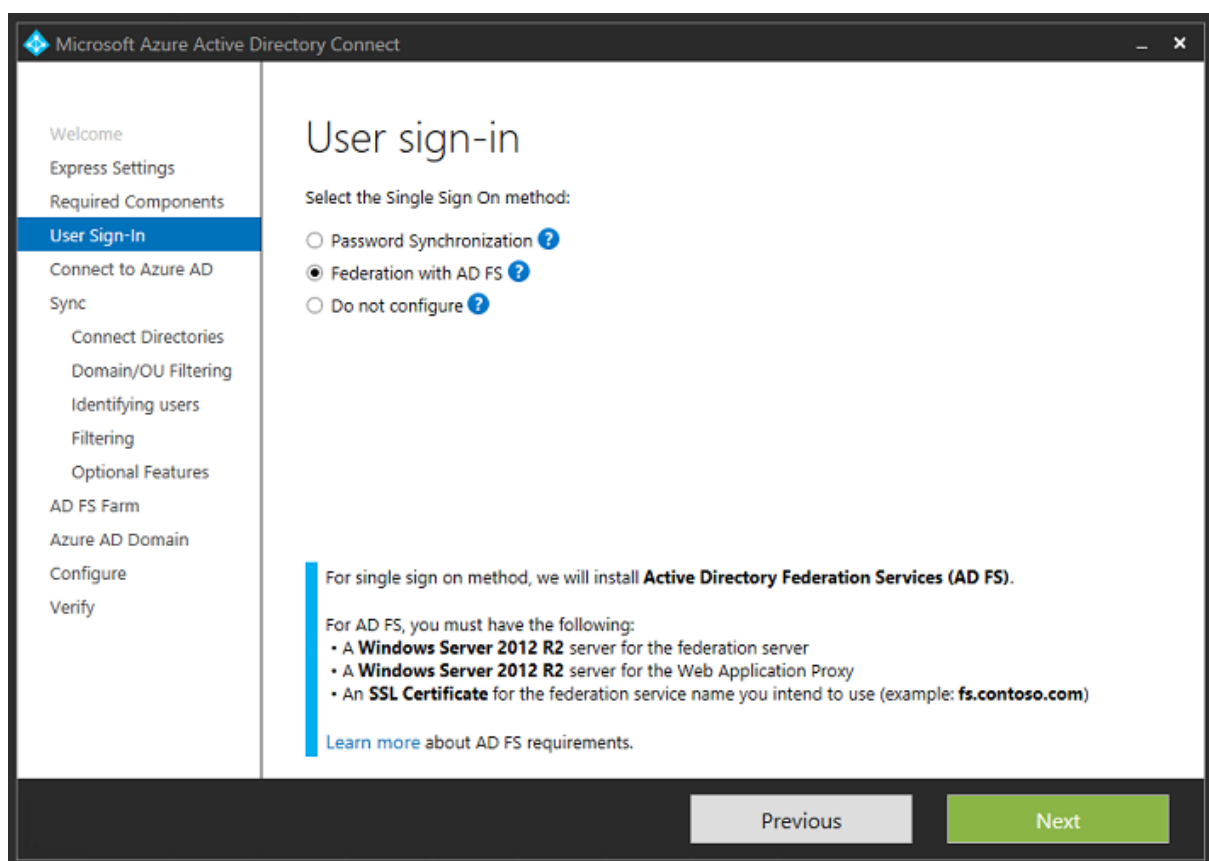 Microsoft Azure Active Directory Connect
Welcome
Express Settings
Required Components
User Sign-In
Connect to Azure AD
Sync
Connect Directories
Domain/OU Filtering
Identifying users
Filtering
Optional Features
AD FS Farm
Azure AD Domain
Configure
Verify
User sign-in
Select the Single Sign On method:
Password Synchronization ?
Federation with AD FS ?
Do not configure ?
For single sign on method, we will install Active Directory Federation Services (AD FS).
For AD FS, you must have the following:
• A Windows Server 2012 R2 server for the federation server
• A Windows Server 2012 R2 server for the Web Application Proxy
• An SSL Certificate for the federation service name you intend to use (example: fs.contoso.com)
Learn more about AD FS requirements.
Previous
Next